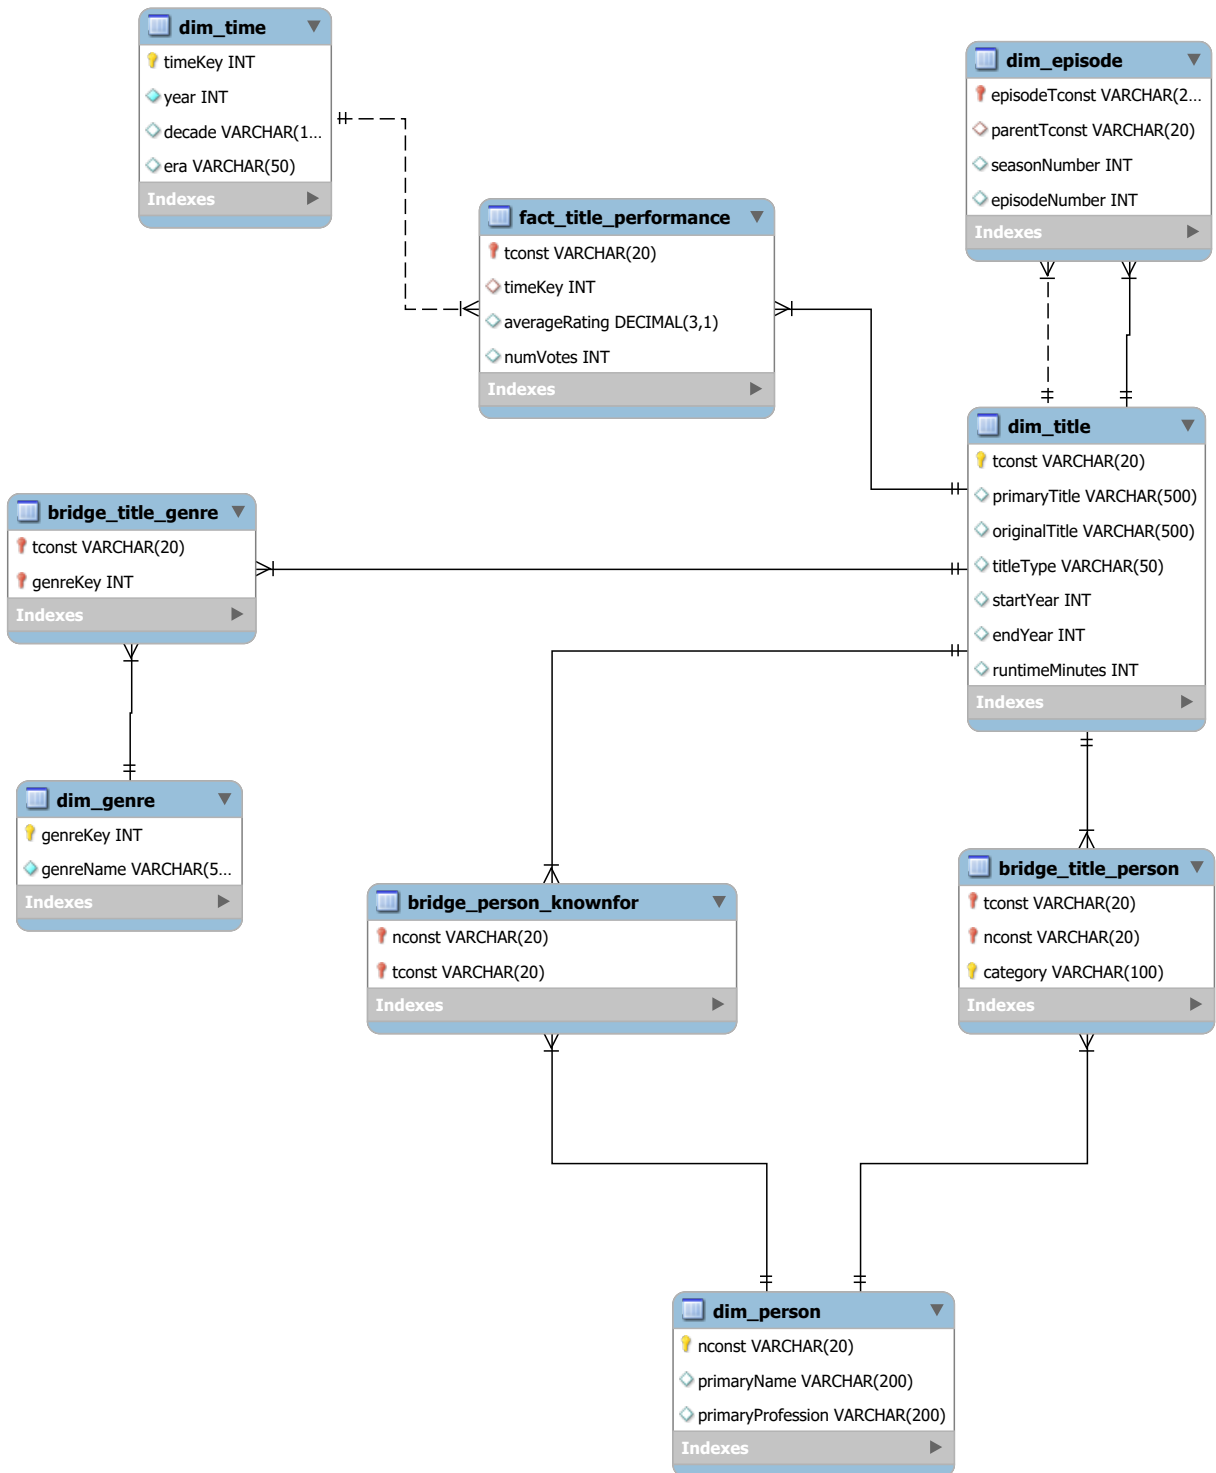 dim_time
timeKey INT
year INT
decade VARCHAR(1...
era VARCHAR(50)
Indexes
dim_episode
episodeTconst VARCHAR(2...
parentTconst VARCHAR(20)
seasonNumber INT
episodeNumber INT
Indexes
fact_title_performance
tconst VARCHAR(20)
timeKey INT
averageRating DECIMAL(3,1)
numVotes INT
Indexes
dim_title
tconst VARCHAR(20)
primaryTitle VARCHAR(500)
originalTitle VARCHAR(500)
titleType VARCHAR(50)
startYear INT
endYear INT
runtimeMinutes INT
Indexes
bridge_title_genre
tconst VARCHAR(20)
genreKey INT
Indexes
dim_genre
genreKey INT
genreName VARCHAR(5...
Indexes
bridge_person_knownfor
nconst VARCHAR(20)
tconst VARCHAR(20)
Indexes
bridge_title_person
tconst VARCHAR(20)
nconst VARCHAR(20)
category VARCHAR(100)
Indexes
dim_person
nconst VARCHAR(20)
primaryName VARCHAR(200)
primaryProfession VARCHAR(200)
Indexes